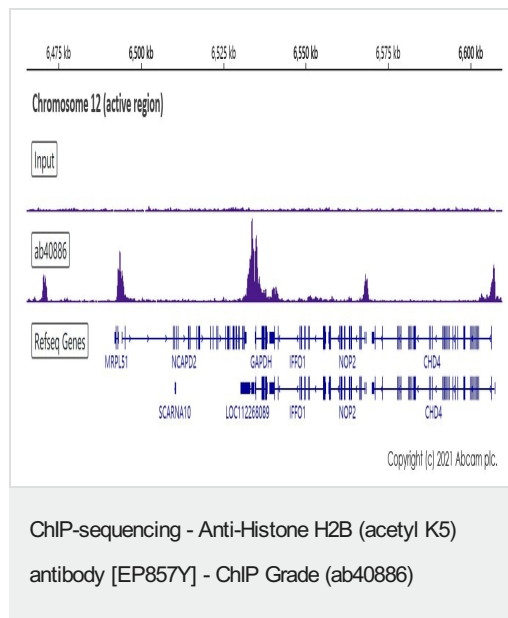 6,475 kb 6,500 kb 6,525 kb 6,550 kb 6,575 kb 6,600 kb
Chromosome 12 (active region)
Input
ab40886
Refseq Genes
MRPL51 NCAPD2 GAPDH IFFO1 NOP2 CHD4
SCARNA10 LOC112268089 IFFO1 NOP2 CHD4
Copyright (c) 2021 Abcam plc.
ChIP-sequencing - Anti-Histone H2B (acetyl K5)
antibody [EP857Y] - ChIP Grade (ab40886)